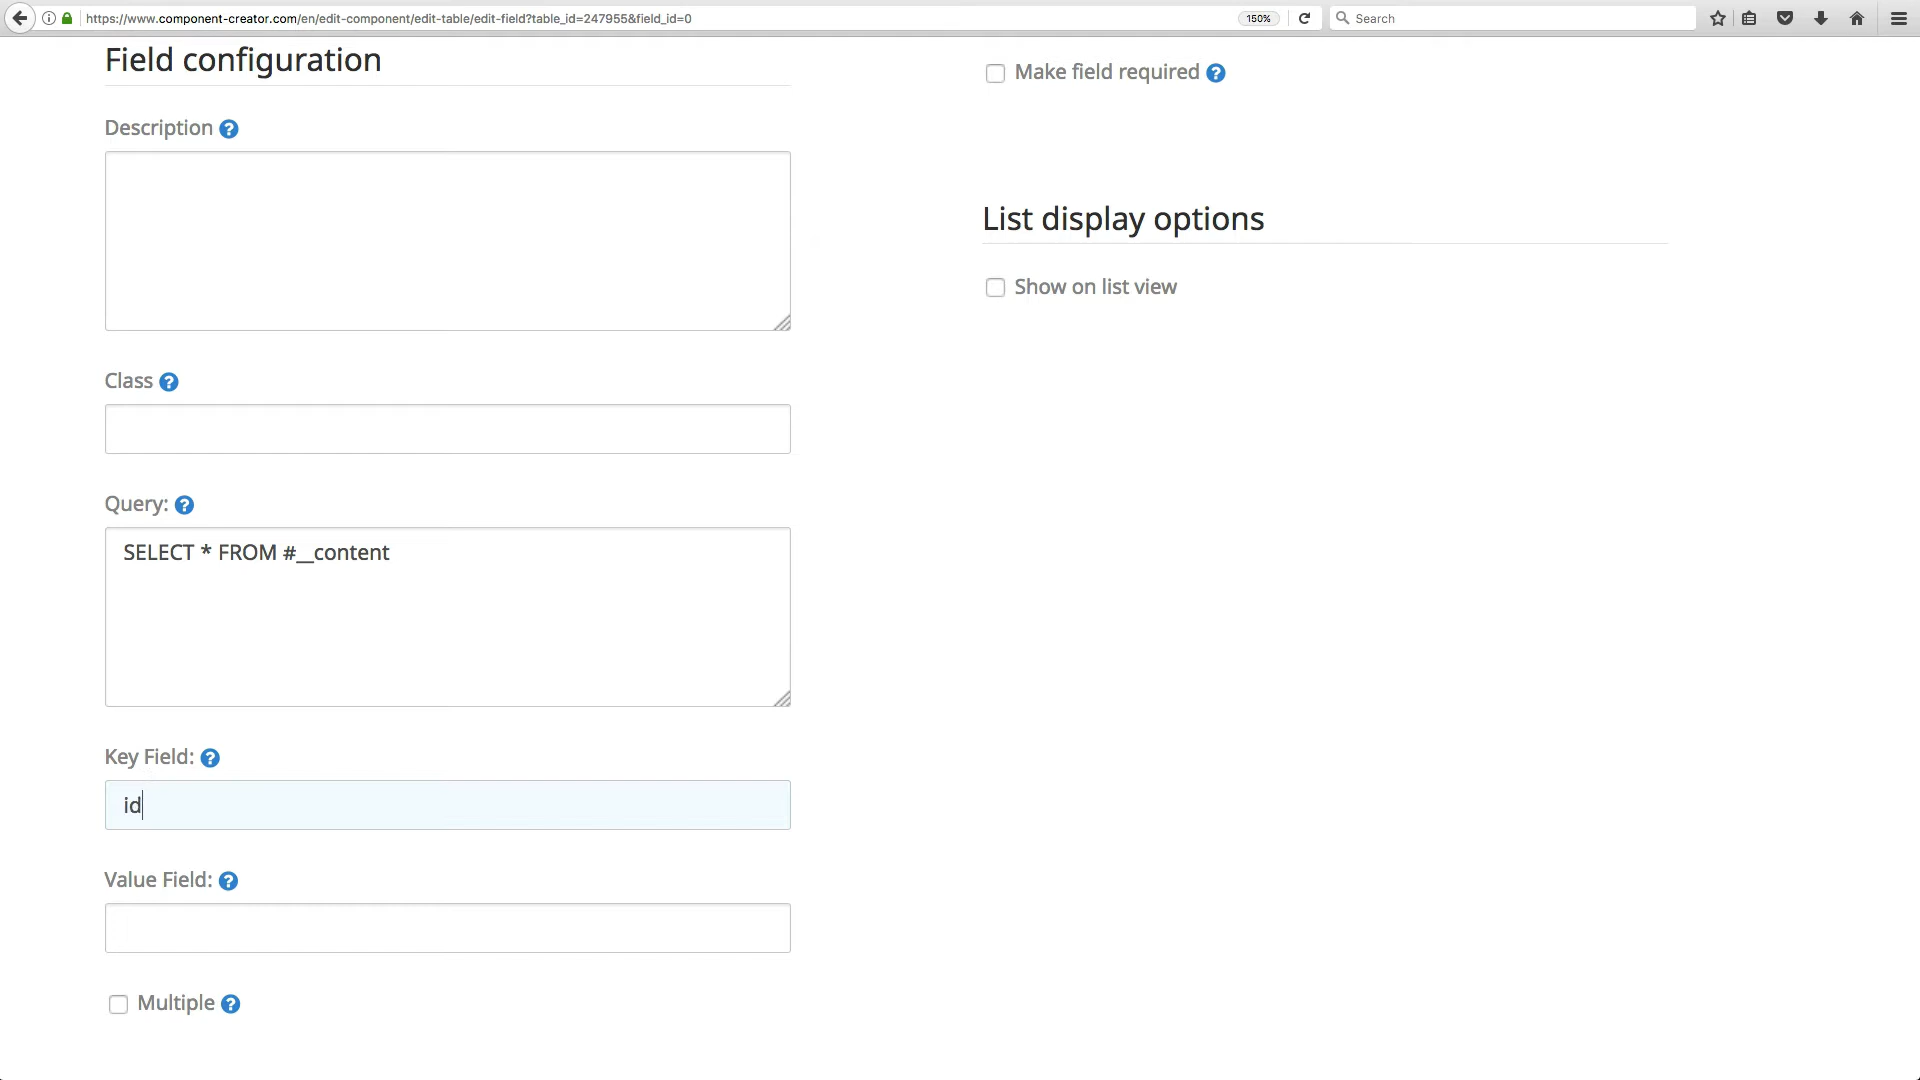 https://www.component-creator.com/en/edit-component/edit-table/edit-field?table_id=247955&field_id=0
150%
Search
Field configuration
Make field required ?
Description ?
List display options
Show on list view
Class ?
Query: ?
SELECT * FROM #__content
Key Field: ?
id
Value Field: ?
Multiple ?